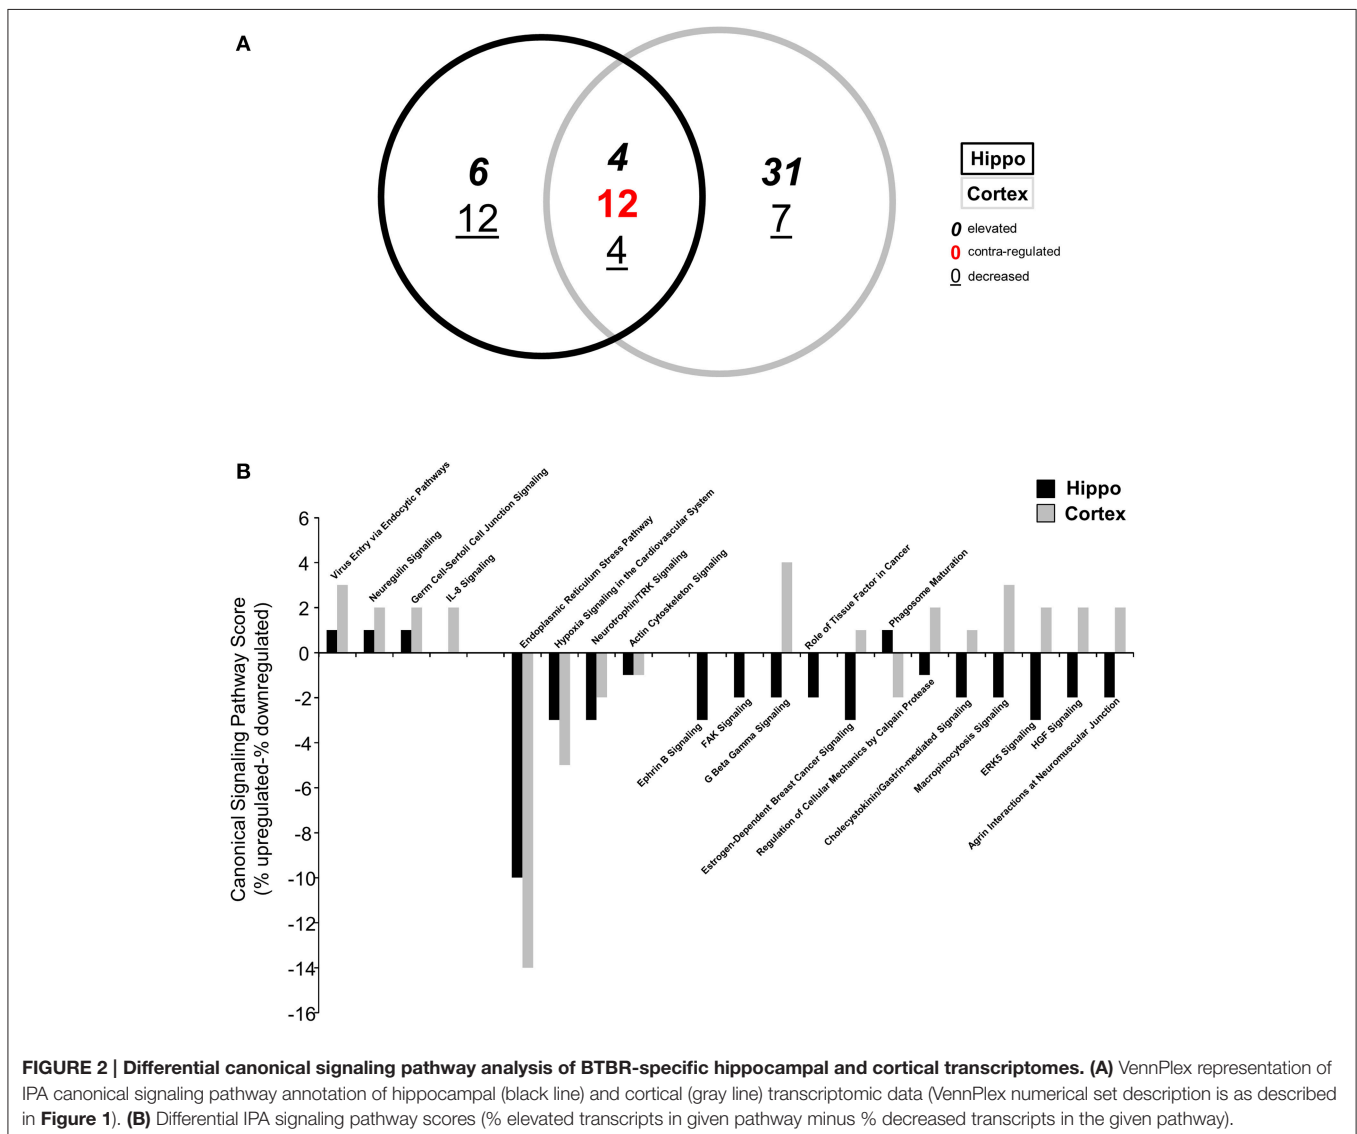 A
6
12
4
12
4
31
7
Hippo
Cortex
0 elevated
0 contra-regulated
0 decreased
B
Hippo
Cortex
Canonical Signaling Pathway Score
(% upregulated-% downregulated)
6
4
2
0
-2
-4
-6
-8
-10
-12
-14
-16
Virus Entry via Endocytic Pathways
Neuregulin Signaling
Germ Cell-Sertoli Cell Junction Signaling
IL-8 Signaling
Endoplasmic Reticulum Stress Pathway
Hypoxia Signaling in the Cardiovascular System
Neurotrophin/TRK Signaling
Actin Cytoskeleton Signaling
Ephrin B Signaling
FAK Signaling
G Beta Gamma Signaling
Role of Tissue Factor in Cancer
Estrogen-Dependent Breast Cancer Signaling
Phagosome Maturation
Regulation of Cellular Mechanics by Calpain Protease
Cholecystokinin/Gastrin-mediated Signaling
Macropinocytosis Signaling
ERK5 Signaling
HGF Signaling
Agrin Interactions at Neuromuscular Junction
FIGURE 2 | Differential canonical signaling pathway analysis of BTBR-specific hippocampal and cortical transcriptomes. (A) VennPlex representation of
IPA canonical signaling pathway annotation of hippocampal (black line) and cortical (gray line) transcriptomic data (VennPlex numerical set description is as described
in Figure 1). (B) Differential IPA signaling pathway scores (% elevated transcripts in given pathway minus % decreased transcripts in the given pathway).